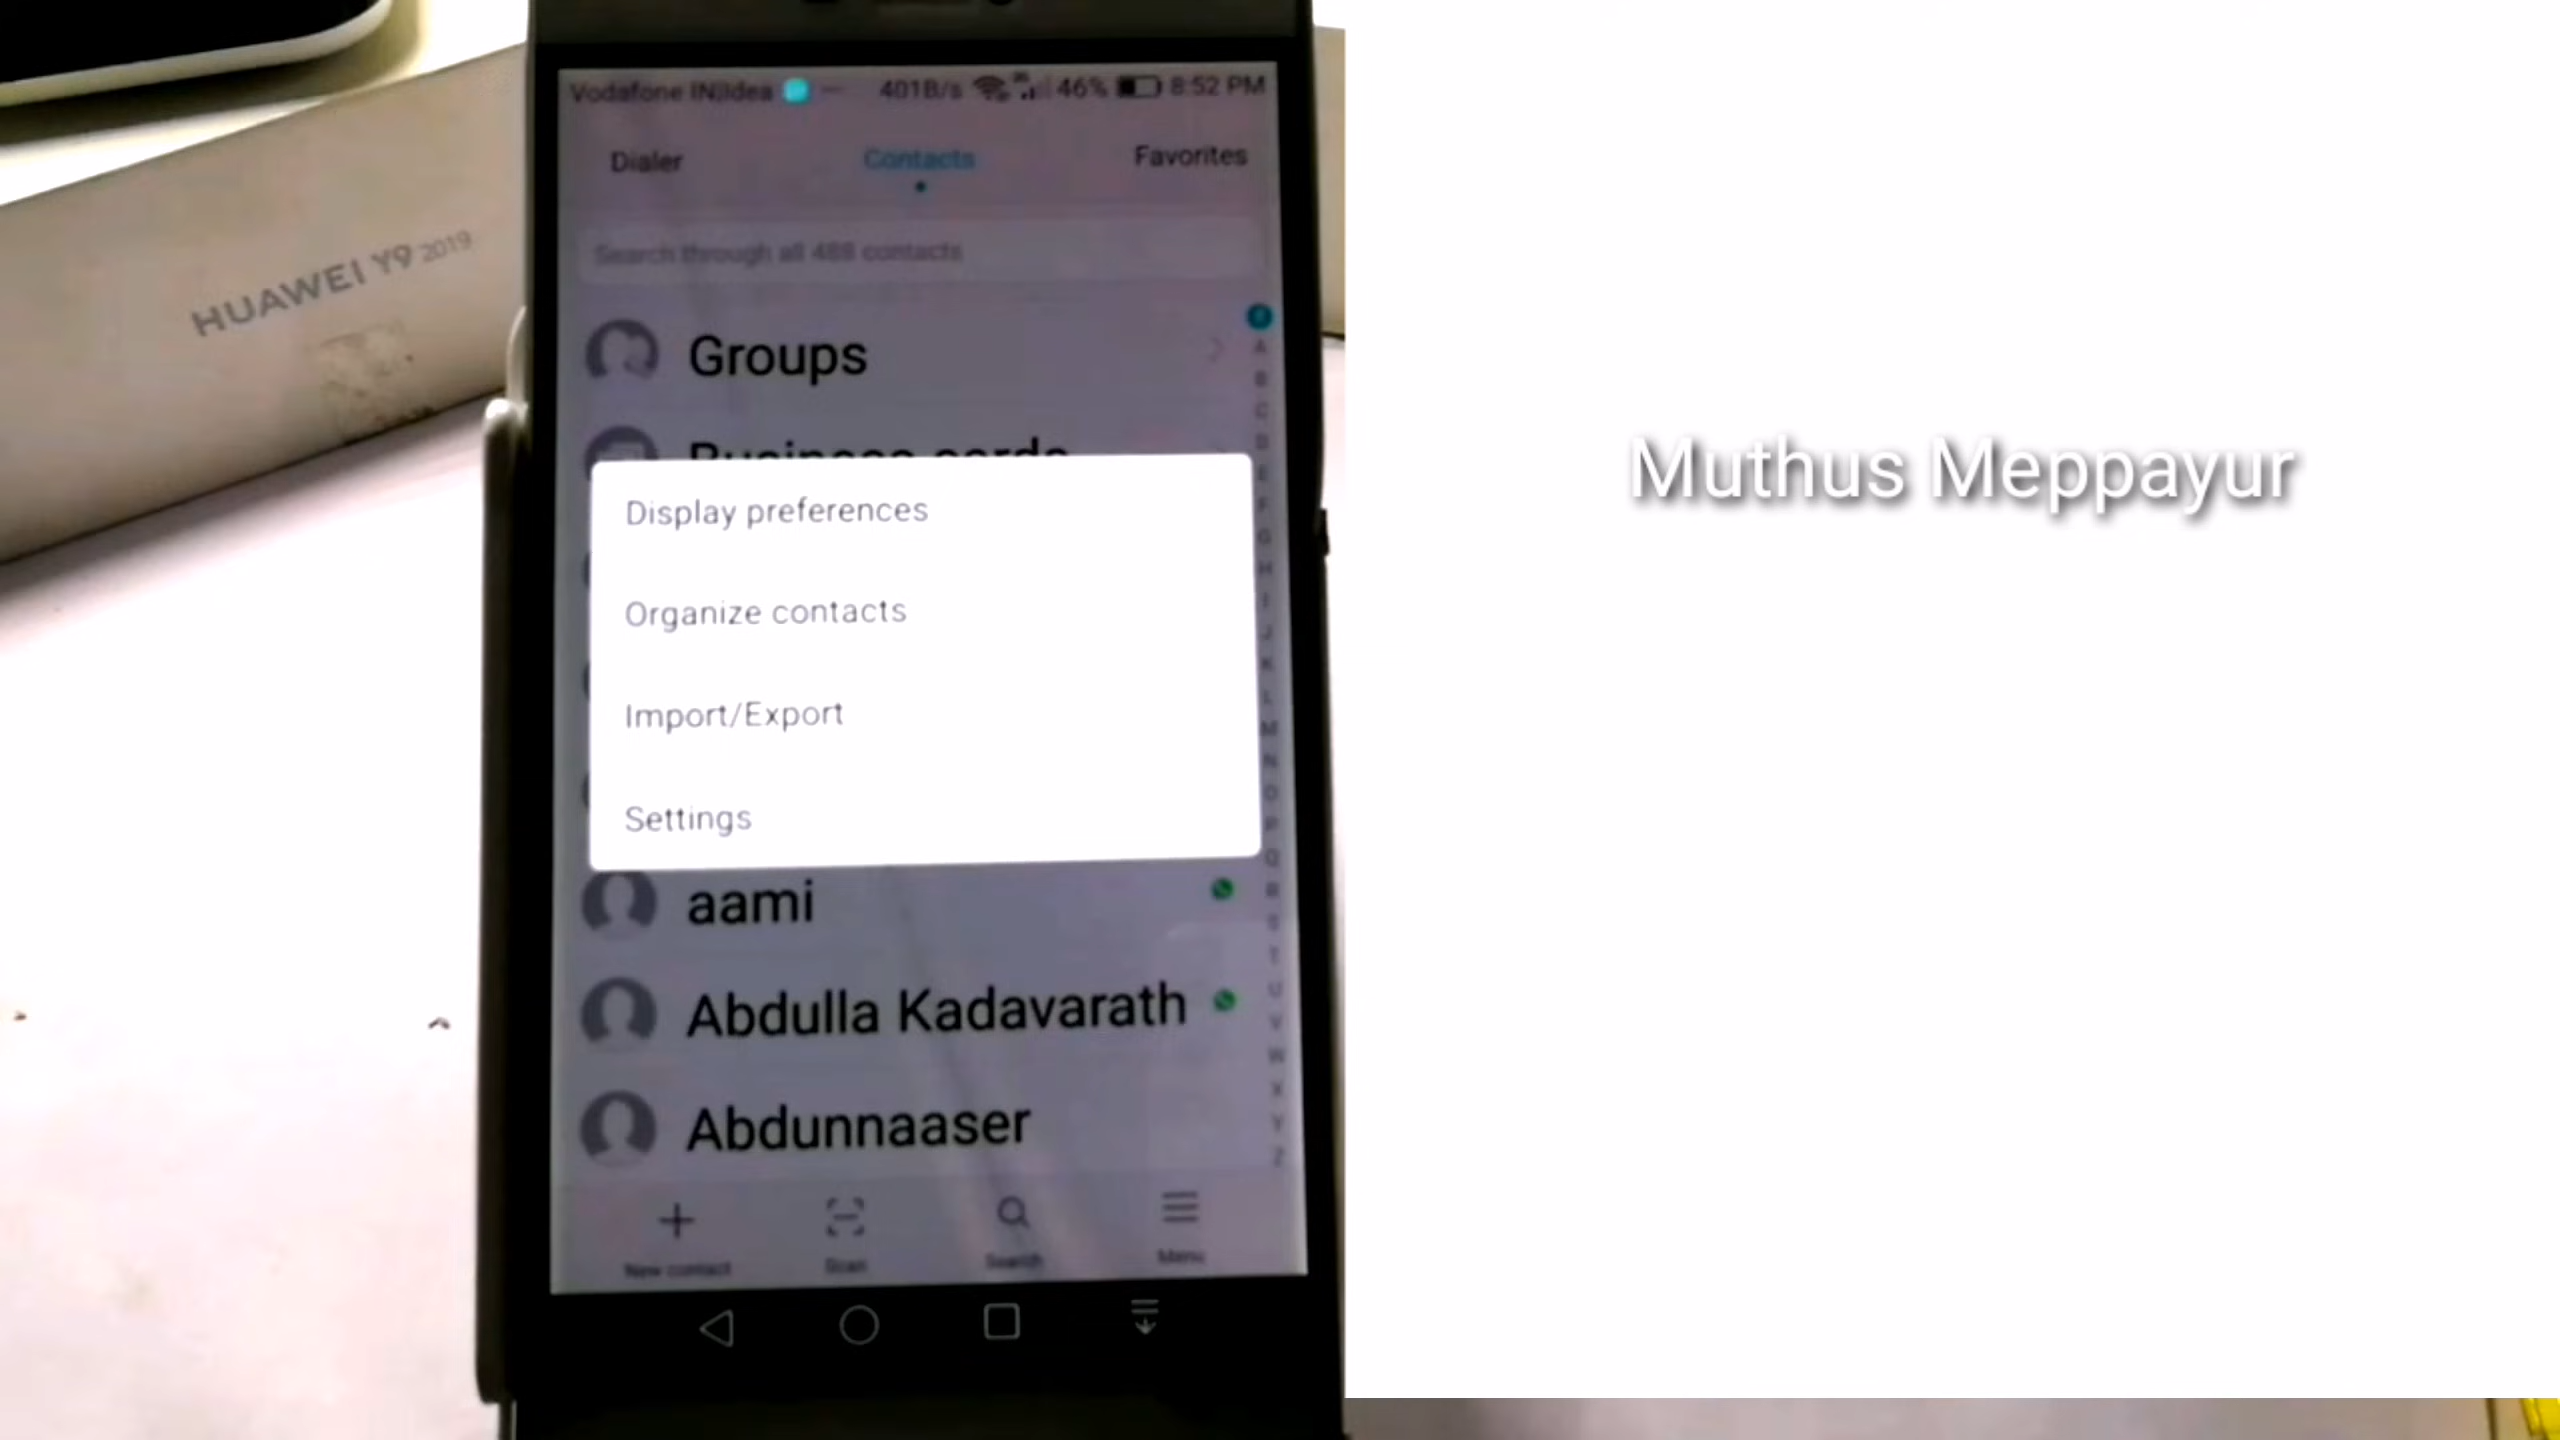 HUAWEI Y9 2019
Vodafone IN|Idea 401B/s 46% 8:52 PM
Dialer Contacts Favorites
Search through all 488 contacts
Groups
Business cards
Display preferences
Organize contacts
Import/Export
Settings
aami
Abdulla Kadavarath
Abdunnaaser
A
B
C
D
E
F
G
H
I
J
K
L
M
N
O
P
Q
R
S
T
U
V
W
X
Y
Z
New contact Scan Search Menu
Muthus Meppayur